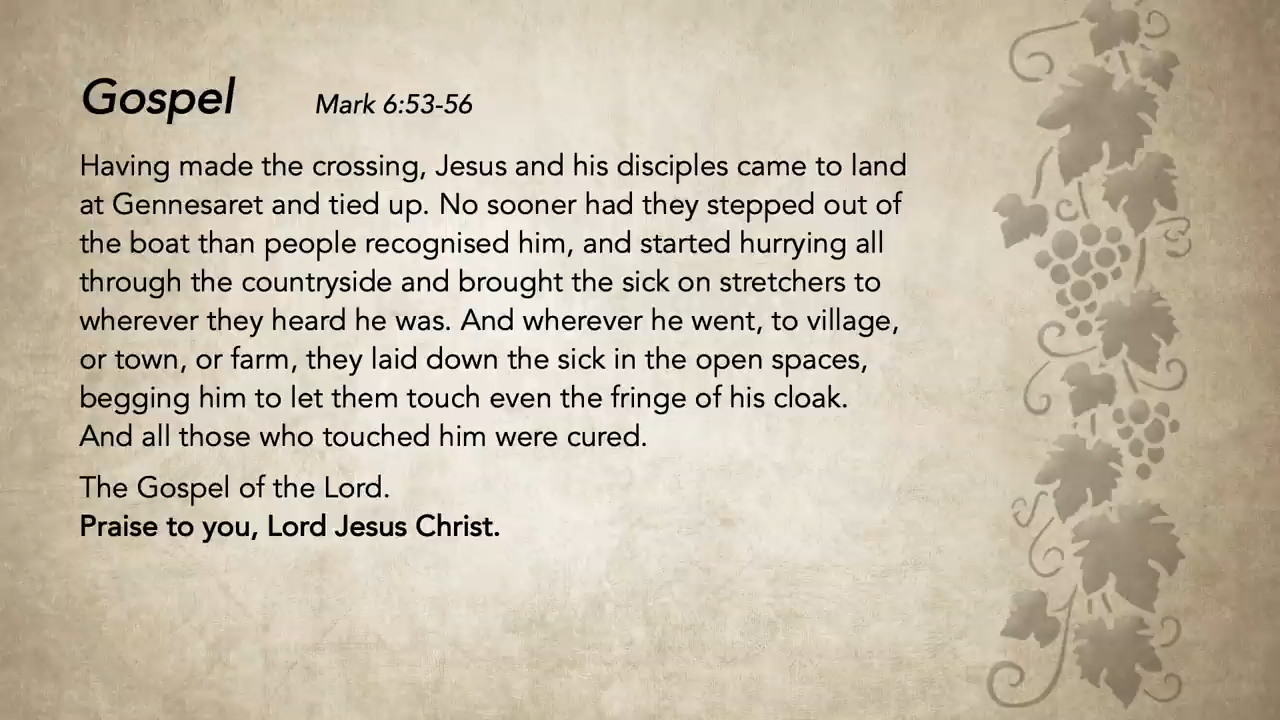 Gospel Mark 6:53-56
Having made the crossing, Jesus and his disciples came to land
at Gennesaret and tied up. No sooner had they stepped out of
the boat than people recognised him, and started hurrying all
through the countryside and brought the sick on stretchers to
wherever they heard he was. And wherever he went, to village,
or town, or farm, they laid down the sick in the open spaces,
begging him to let them touch even the fringe of his cloak.
And all those who touched him were cured.
The Gospel of the Lord.
Praise to you, Lord Jesus Christ.